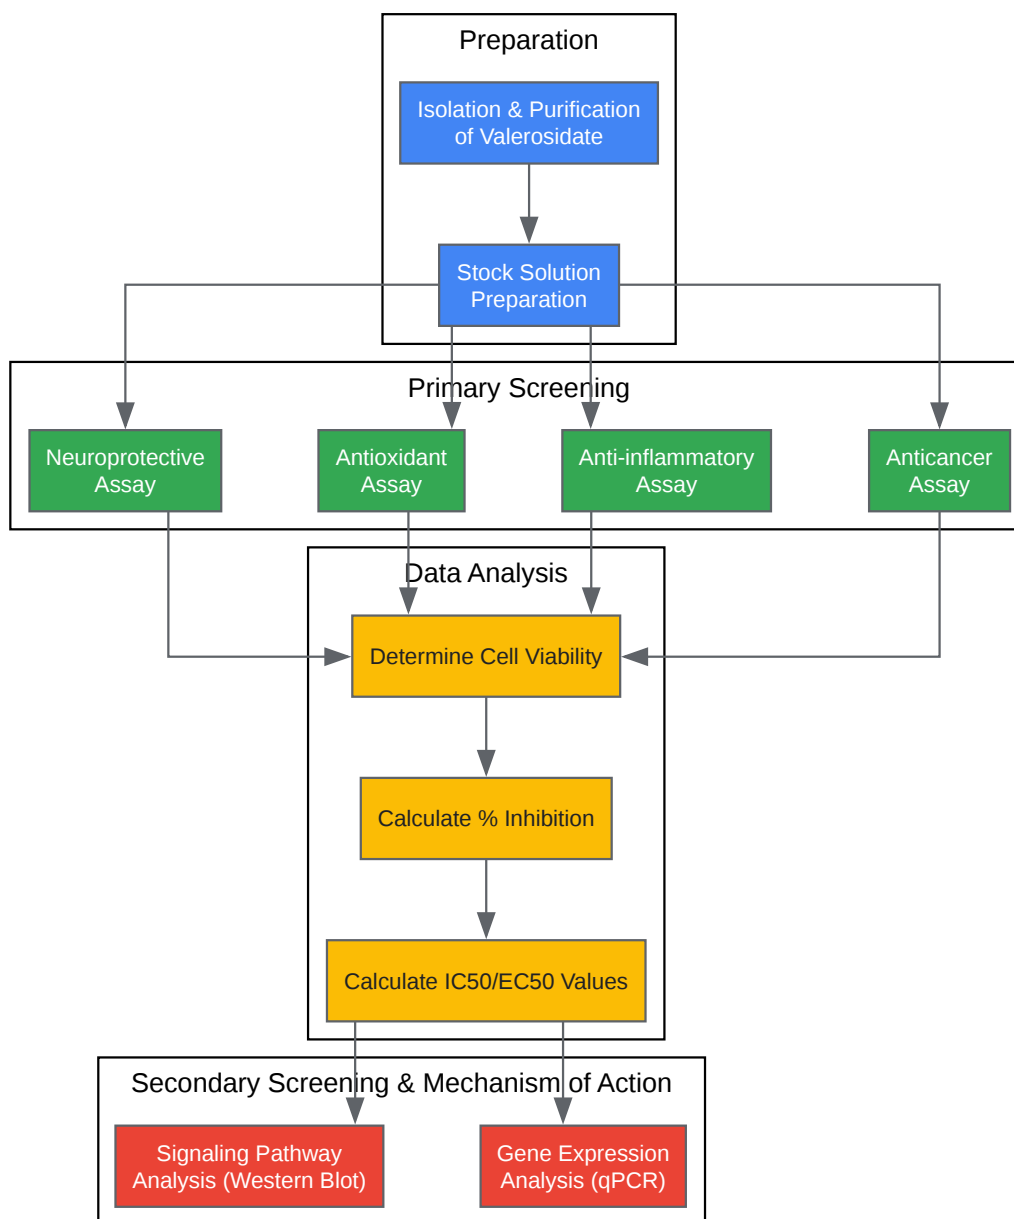 Preparation
Isolation & Purification
of Valerosidate
Stock Solution
Preparation
Primary Screening
Neuroprotective
Assay
Antioxidant
Assay
Anti-inflammatory
Assay
Anticancer
Assay
Data Analysis
Determine Cell Viability
Calculate % Inhibition
Calculate IC50/EC50 Values
Secondary Screening & Mechanism of Action
Signaling Pathway
Analysis (Western Blot)
Gene Expression
Analysis (qPCR)